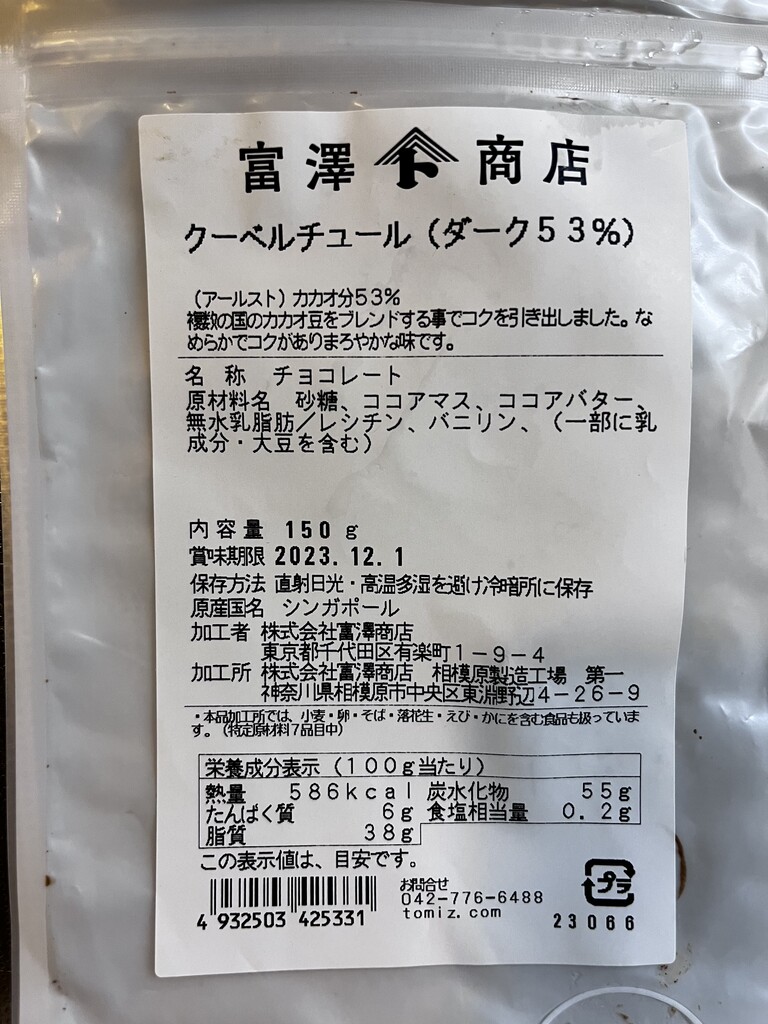 富澤 ト 商店
クーベルチュール（ダーク５３％）
（アールスト）カカオ分５３％
複数の国のカカオ豆をブレンドする事でコクを引き出しました。な
めらかでコクがありまろやかな味です。
名　称　チョコレート
原材料名　砂糖、ココアマス、ココアバター、
無水乳脂肪／レシチン、バニリン、（一部に乳
成分・大豆を含む）
内容量 150 ｇ
賞味期限 2023.12.1
保存方法 直射日光・高温多湿を避け冷暗所に保存
原産国名　シンガポール
加工者 株式会社富澤商店
東京都千代田区有楽町１－９－４
加工所 株式会社富澤商店　相模原製造工場　第一
神奈川県相模原市中央区東淵野辺４－２６－９
・本品加工所では、小麦・卵・そば・落花生・えび・かにを含む食品も扱っていま
す。（特定原材料７品目中）
栄養成分表示（１００ｇ当たり）
熱量　５８６ｋｃａｌ 炭水化物　５５ｇ
たんぱく質　６ｇ 食塩相当量　０．２ｇ
脂質　３８ｇ
この表示値は、目安です。
お問合せ
042-776-6488
tomiz.com
プラ
23066
4 932503 425331